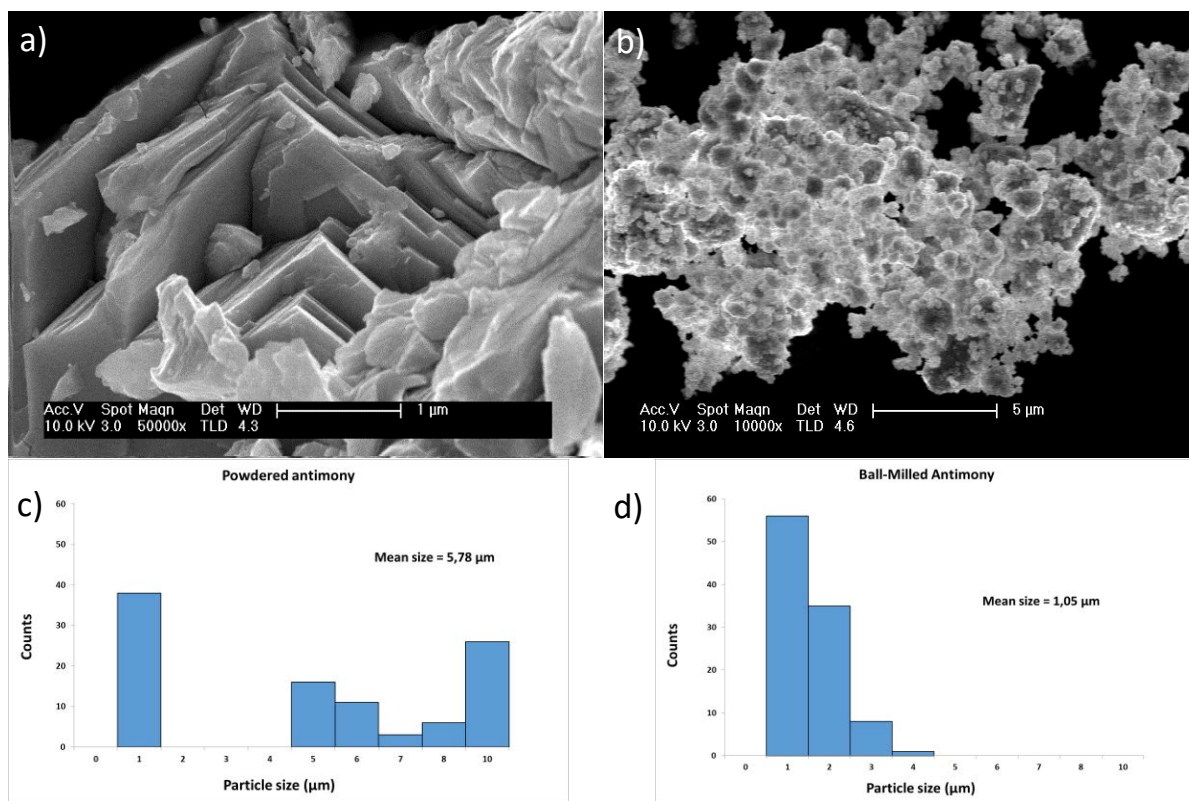 a)
Acc.V Spot Magn Det WD
10.0 kV 3.0 50000x TLD 4.3
1 µm
b)
Acc.V Spot Magn Det WD
10.0 kV 3.0 10000x TLD 4.6
5 µm
c)
Powdered antimony
Mean size = 5,78 µm
Counts
60
50
40
30
20
10
0
0 1 2 3 4 5 6 7 8 10
Particle size (µm)
d)
Ball-Milled Antimony
Mean size = 1,05 µm
Counts
60
50
40
30
20
10
0
0 1 2 3 4 5 6 7 8 10
Particle size (µm)